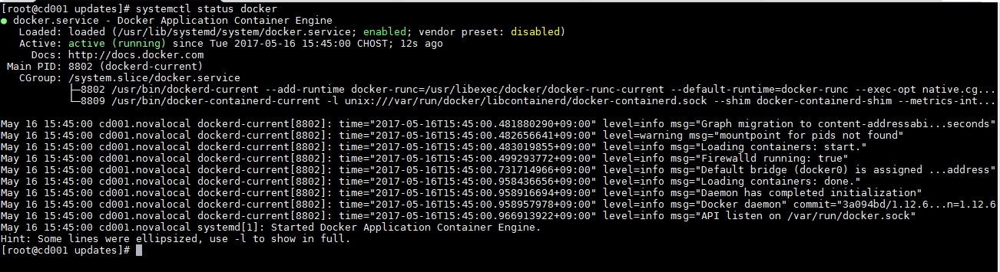 [root@cd001 updates]# systemctl status docker
● docker.service - Docker Application Container Engine
   Loaded: loaded (/usr/lib/systemd/system/docker.service; enabled; vendor preset: disabled)
   Active: active (running) since Tue 2017-05-16 15:45:00 CHOST; 12s ago
     Docs: http://docs.docker.com
 Main PID: 8802 (dockerd-current)
   CGroup: /system.slice/docker.service
           ├─8802 /usr/bin/dockerd-current --add-runtime docker-runc=/usr/libexec/docker/docker-runc-current --default-runtime=docker-runc --exec-opt native.cg...
           └─8809 /usr/bin/docker-containerd-current -l unix:///var/run/docker/libcontainerd/docker-containerd.sock --shim docker-containerd-shim --metrics-int...
May 16 15:45:00 cd001.novalocal dockerd-current[8802]: time="2017-05-16T15:45:00.481880290+09:00" level=info msg="Graph migration to content-addressabi...seconds"
May 16 15:45:00 cd001.novalocal dockerd-current[8802]: time="2017-05-16T15:45:00.482656641+09:00" level=warning msg="mountpoint for pids not found"
May 16 15:45:00 cd001.novalocal dockerd-current[8802]: time="2017-05-16T15:45:00.483019855+09:00" level=info msg="Loading containers: start."
May 16 15:45:00 cd001.novalocal dockerd-current[8802]: time="2017-05-16T15:45:00.499293772+09:00" level=info msg="Firewalld running: true"
May 16 15:45:00 cd001.novalocal dockerd-current[8802]: time="2017-05-16T15:45:00.731714966+09:00" level=info msg="Default bridge (docker0) is assigned ...address"
May 16 15:45:00 cd001.novalocal dockerd-current[8802]: time="2017-05-16T15:45:00.958436656+09:00" level=info msg="Loading containers: done."
May 16 15:45:00 cd001.novalocal dockerd-current[8802]: time="2017-05-16T15:45:00.958916694+09:00" level=info msg="Daemon has completed initialization"
May 16 15:45:00 cd001.novalocal dockerd-current[8802]: time="2017-05-16T15:45:00.958957978+09:00" level=info msg="Docker daemon" commit="3a094bd/1.12.6...n=1.12.6
May 16 15:45:00 cd001.novalocal dockerd-current[8802]: time="2017-05-16T15:45:00.966913922+09:00" level=info msg="API listen on /var/run/docker.sock"
May 16 15:45:00 cd001.novalocal systemd[1]: Started Docker Application Container Engine.
Hint: Some lines were ellipsized, use -l to show in full.
[root@cd001 updates]#